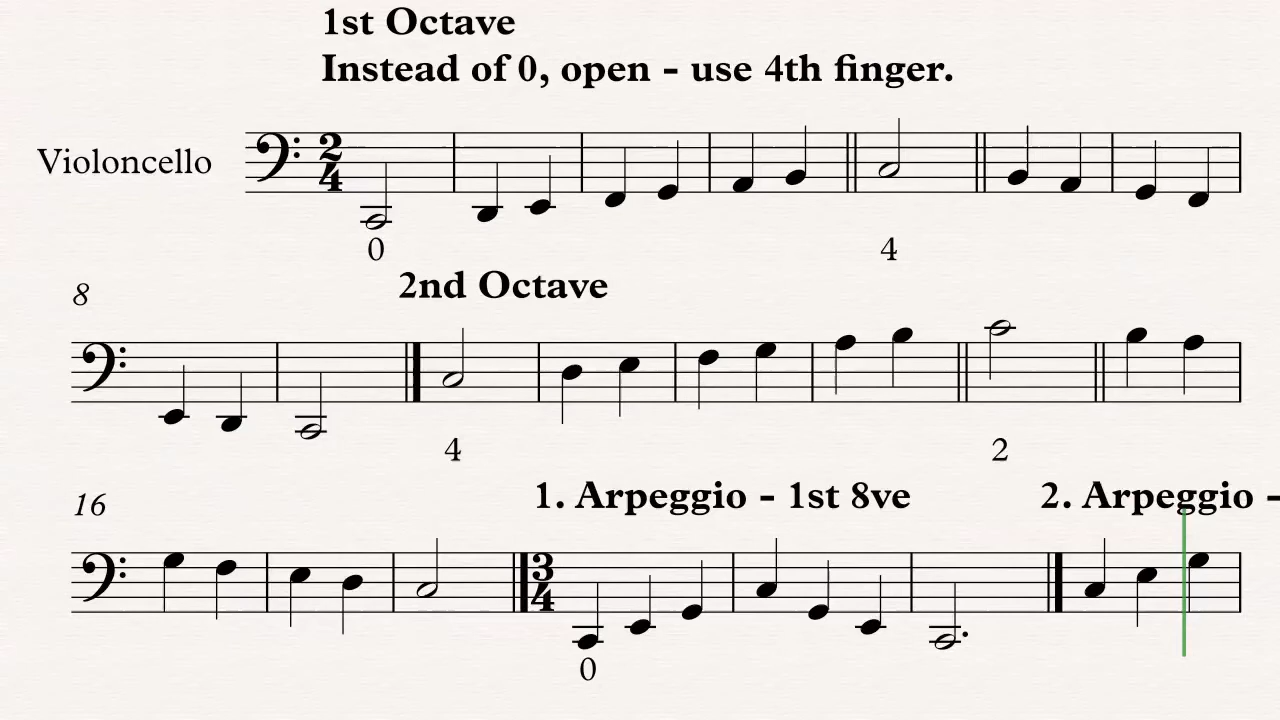 1st Octave
Instead of 0, open - use 4th finger.
Violoncello
2
4
0
4
8
2nd Octave
4
2
16
1. Arpeggio - 1st 8ve
2. Arpeggio -
3
4
0